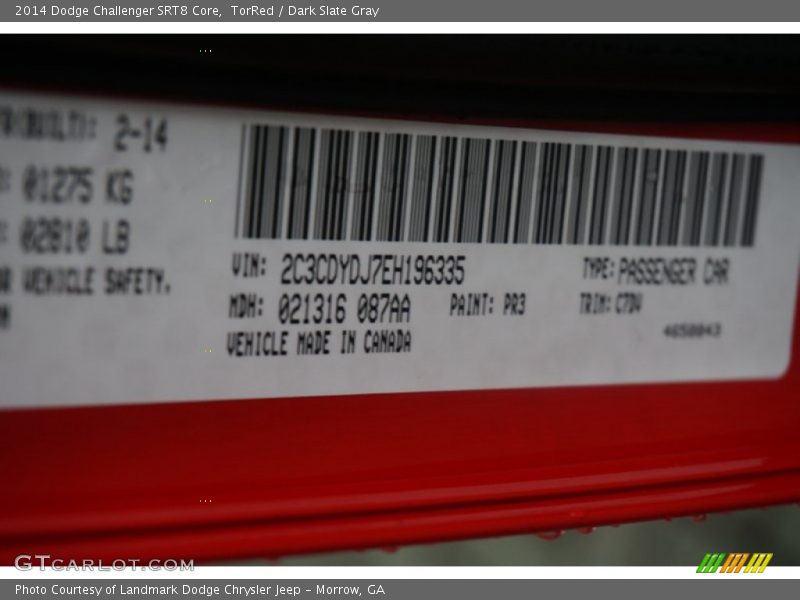 2014 Dodge Challenger SRT8 Core, TorRed / Dark Slate Gray
(BUILT): 2-14
01275 KG
02810 LB
VEHICLE SAFETY.
VIN: 2C3CDYDJ7EH196335
TYPE: PASSENGER CAR
MDH: 021316 087AA
PAINT: PR3
TRIM: C7DV
VEHICLE MADE IN CANADA
4650043
GTCARLOT.COM
Photo Courtesy of Landmark Dodge Chrysler Jeep – Morrow, GA